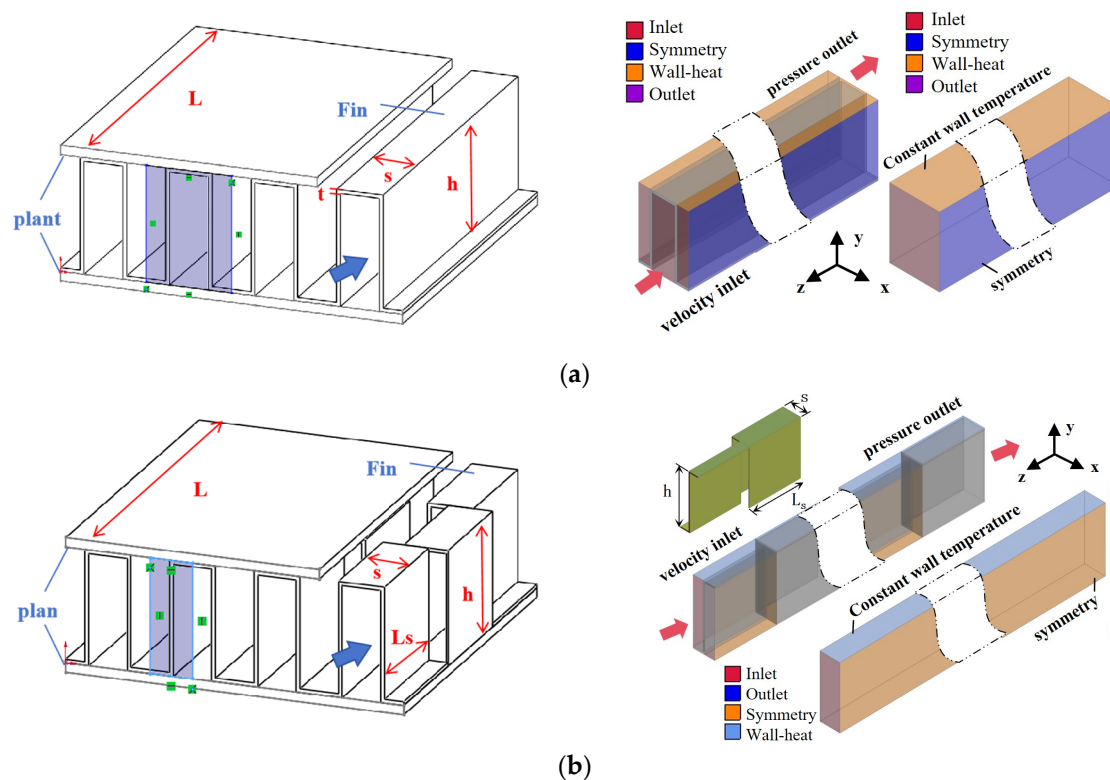 L
Fin
s
h
t
plant
Inlet
Symmetry
Wall-heat
Outlet
pressure outlet
velocity inlet
Inlet
Symmetry
Wall-heat
Outlet
Constant wall temperature
symmetry
y
z
x
(a)
L
Fin
s
h
Ls
plan
s
h
Ls
pressure outlet
velocity inlet
y
z
x
Constant wall temperature
symmetry
Inlet
Outlet
Symmetry
Wall-heat
(b)